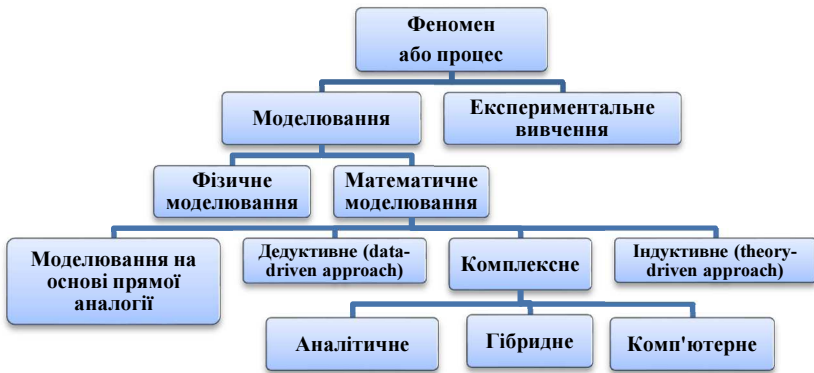 Феномен
або процес
Моделювання
Експериментальне
вивчення
Фізичне
моделювання
Математичне
моделювання
Моделювання на
основі прямої
аналогії
Дедуктивне (data-
driven approach)
Комплексне
Індуктивне (theory-
driven approach)
Аналітичне
Гібридне
Комп'ютерне